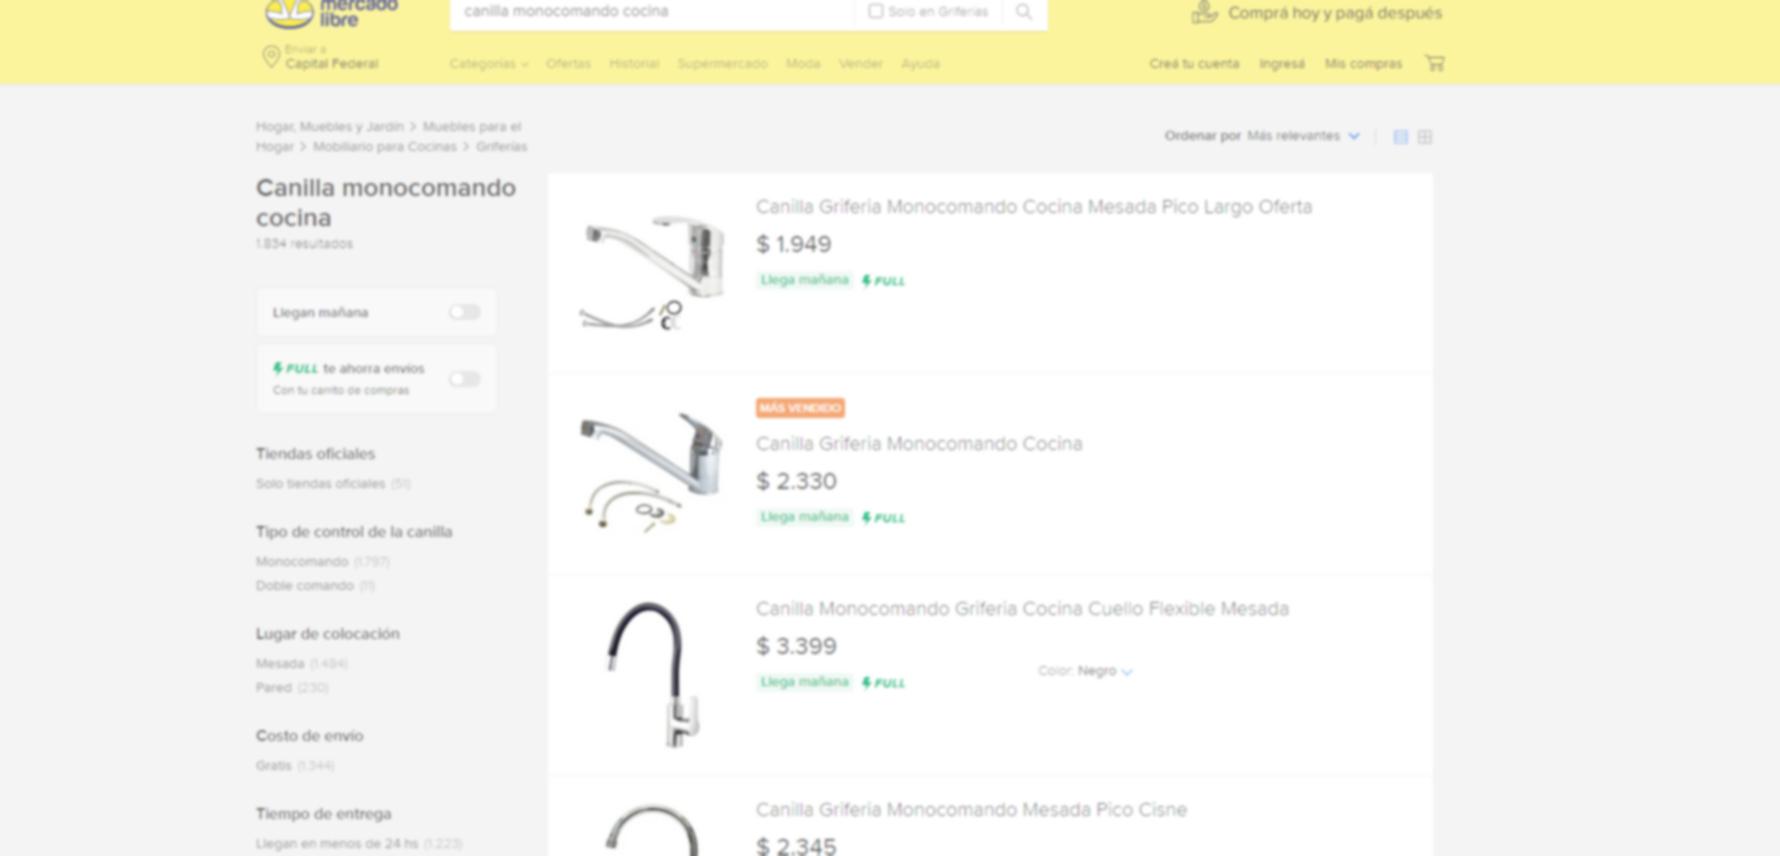 mercado
libre
canilla monocomando cocina
Solo en Griferías
Comprá hoy y pagá después
Enviar a
Capital Federal
Categorías
Ofertas
Historial
Supermercado
Moda
Vender
Ayuda
Creá tu cuenta
Ingresá
Mis compras
Hogar, Muebles y Jardín > Muebles para el
Hogar > Mobiliario para Cocinas > Griferías
Ordenar por Más relevantes
Canilla monocomando
cocina
1.834 resultados
Llegan mañana
FULL te ahorra envíos
Con tu carrito de compras
Tiendas oficiales
Solo tiendas oficiales (51)
Tipo de control de la canilla
Monocomando (1.797)
Doble comando (11)
Lugar de colocación
Mesada (1.484)
Pared (230)
Costo de envío
Gratis (1.344)
Tiempo de entrega
Llegan en menos de 24 hs (1.223)
Canilla Griferia Monocomando Cocina Mesada Pico Largo Oferta
$ 1.949
Llega mañana FULL
MÁS VENDIDO
Canilla Griferia Monocomando Cocina
$ 2.330
Llega mañana FULL
Canilla Monocomando Griferia Cocina Cuello Flexible Mesada
$ 3.399
Color: Negro
Llega mañana FULL
Canilla Griferia Monocomando Mesada Pico Cisne
$ 2.345